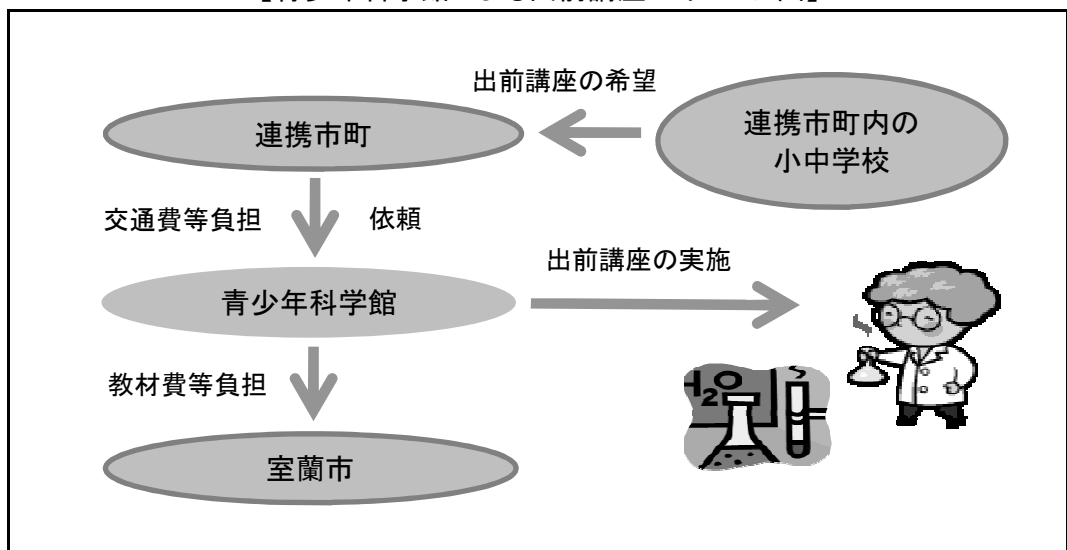 出前講座の希望
連携市町
連携市町内の
小中学校
交通費等負担
依頼
出前講座の実施
青少年科学館
教材費等負担
室蘭市
H₂O